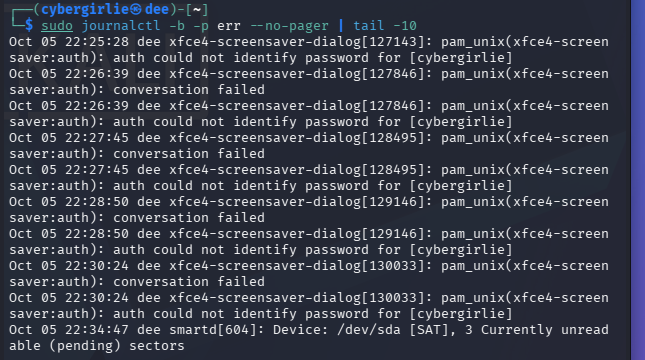 ┌──(cybergirlie㉿dee)-[~]
└─$ sudo journalctl -b -p err --no-pager | tail -10
Oct 05 22:25:28 dee xfce4-screensaver-dialog[127143]: pam_unix(xfce4-screen
saver:auth): auth could not identify password for [cybergirlie]
Oct 05 22:26:39 dee xfce4-screensaver-dialog[127846]: pam_unix(xfce4-screen
saver:auth): conversation failed
Oct 05 22:26:39 dee xfce4-screensaver-dialog[127846]: pam_unix(xfce4-screen
saver:auth): auth could not identify password for [cybergirlie]
Oct 05 22:27:45 dee xfce4-screensaver-dialog[128495]: pam_unix(xfce4-screen
saver:auth): conversation failed
Oct 05 22:27:45 dee xfce4-screensaver-dialog[128495]: pam_unix(xfce4-screen
saver:auth): auth could not identify password for [cybergirlie]
Oct 05 22:28:50 dee xfce4-screensaver-dialog[129146]: pam_unix(xfce4-screen
saver:auth): conversation failed
Oct 05 22:28:50 dee xfce4-screensaver-dialog[129146]: pam_unix(xfce4-screen
saver:auth): auth could not identify password for [cybergirlie]
Oct 05 22:30:24 dee xfce4-screensaver-dialog[130033]: pam_unix(xfce4-screen
saver:auth): conversation failed
Oct 05 22:30:24 dee xfce4-screensaver-dialog[130033]: pam_unix(xfce4-screen
saver:auth): auth could not identify password for [cybergirlie]
Oct 05 22:34:47 dee smartd[604]: Device: /dev/sda [SAT], 3 Currently unread
able (pending) sectors